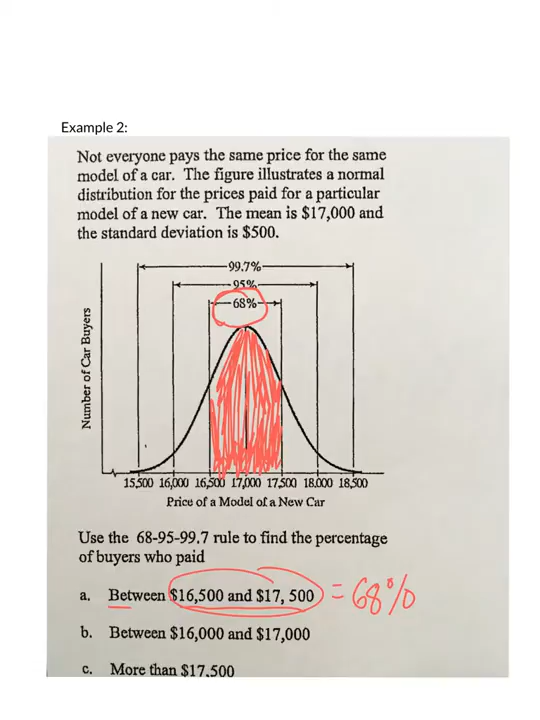 Example 2:
Not everyone pays the same price for the same
model of a car. The figure illustrates a normal
distribution for the prices paid for a particular
model of a new car. The mean is $17,000 and
the standard deviation is $500.
99.7%
95%
68%
Number of Car Buyers
15,500 16,000 16,500 17,000 17,500 18,000 18,500
Price of a Model of a New Car
Use the 68-95-99.7 rule to find the percentage
of buyers who paid
a. Between $16,500 and $17, 500 = 68%
b. Between $16,000 and $17,000
c. More than $17,500